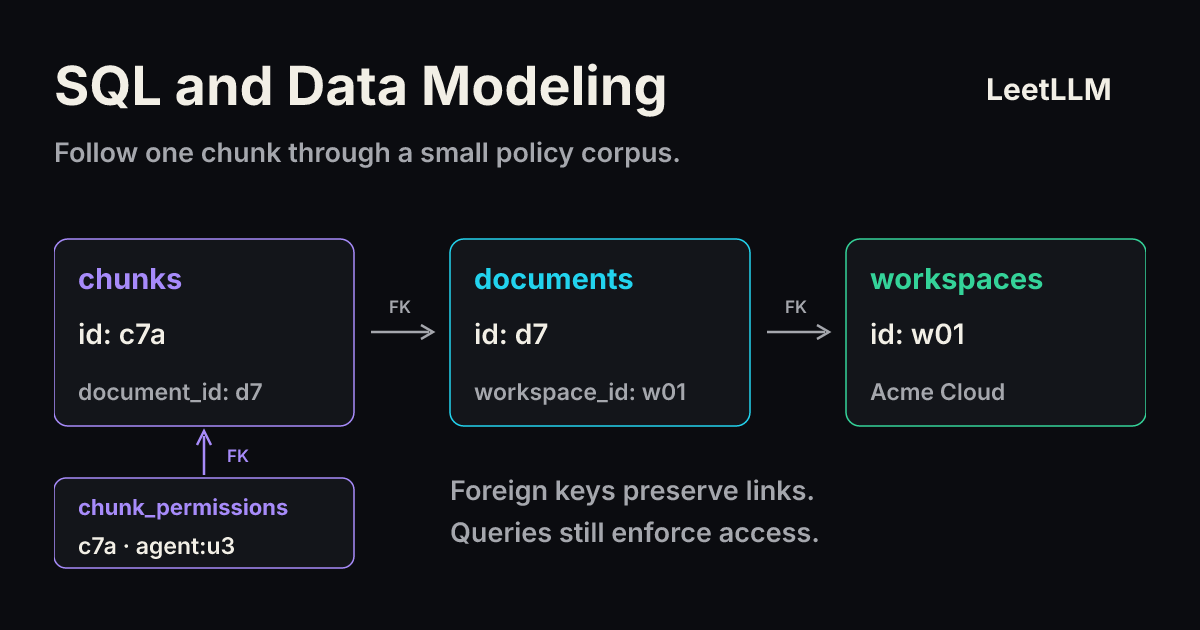 SQL and Data Modeling
LeetLLM
Follow one chunk through a small policy corpus.
chunks
id: c7a
document_id: d7
FK
documents
id: d7
workspace_id: w01
FK
workspaces
id: w01
Acme Cloud
FK
chunk_permissions
c7a · agent:u3
Foreign keys preserve links.
Queries still enforce access.